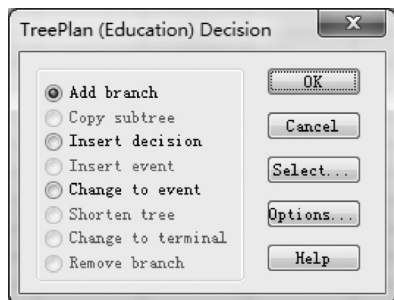 TreePlan (Education) Decision
Add branch
Copy subtree
Insert decision
Insert event
Change to event
Shorten tree
Change to terminal
Remove branch
OK
Cancel
Select...
Options...
Help